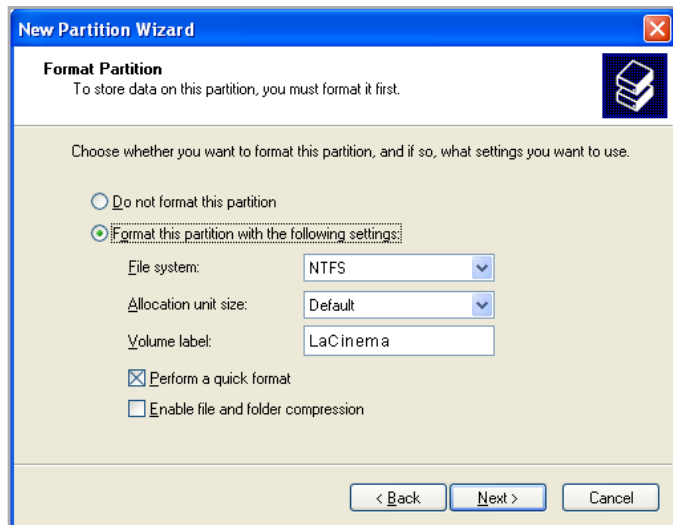 New Partition Wizard
Format Partition
To store data on this partition, you must format it first.
Choose whether you want to format this partition, and if so, what settings you want to use.
Do not format this partition
Format this partition with the following settings:
File system:
NTFS
Allocation unit size:
Default
Volume label:
LaCinema
Perform a quick format
Enable file and folder compression
< Back
Next >
Cancel